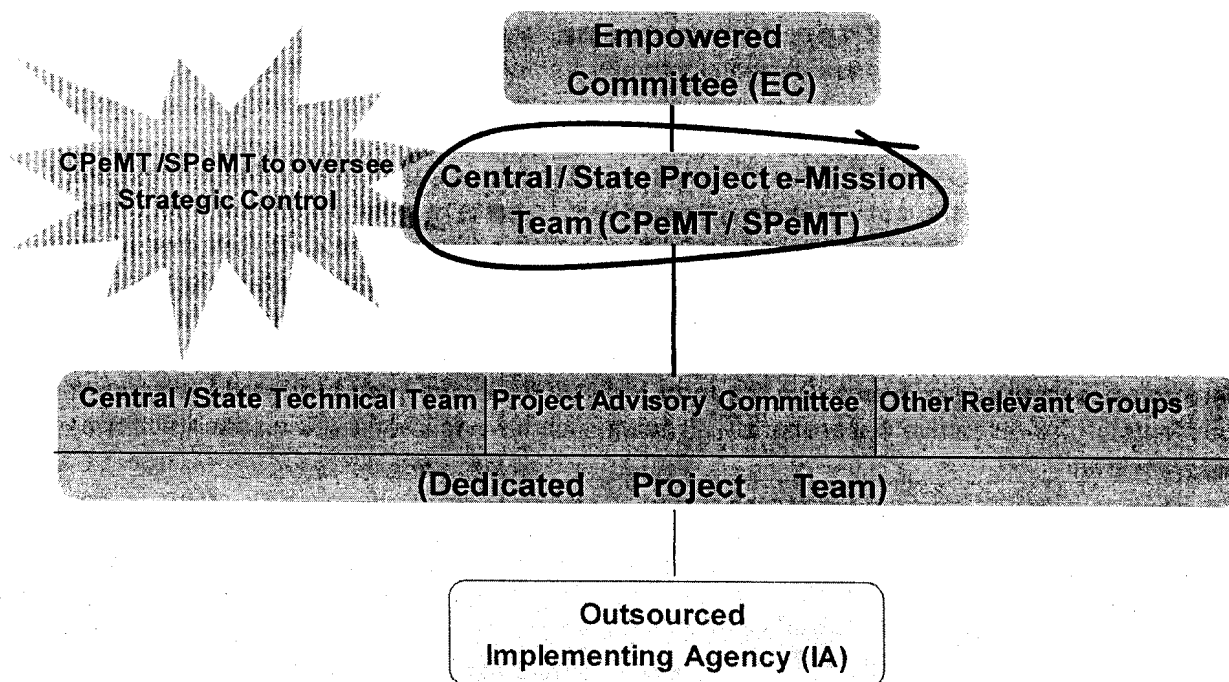 Empowered
Committee (EC)
CPeMT /SPeMT to oversee
Strategic Control
Central / State Project e-Mission
Team (CPeMT / SPeMT)
Central /State Technical Team
Project Advisory Committee
Other Relevant Groups
(Dedicated Project Team)
Outsourced
Implementing Agency (IA)